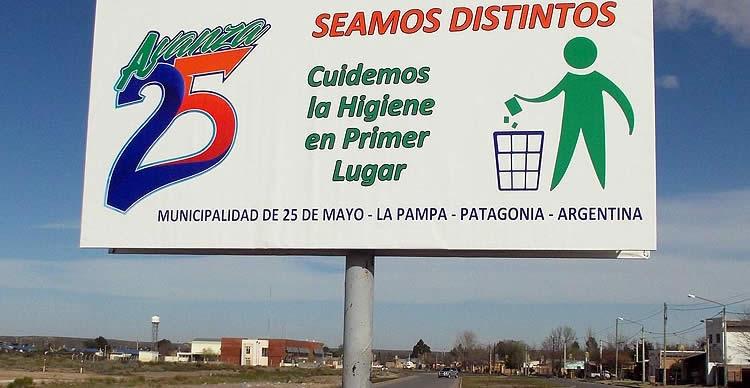 Avanza
25
SEAMOS DISTINTOS
Cuidemos
la Higiene
en Primer
Lugar
MUNICIPALIDAD DE 25 DE MAYO - LA PAMPA - PATAGONIA - ARGENTINA